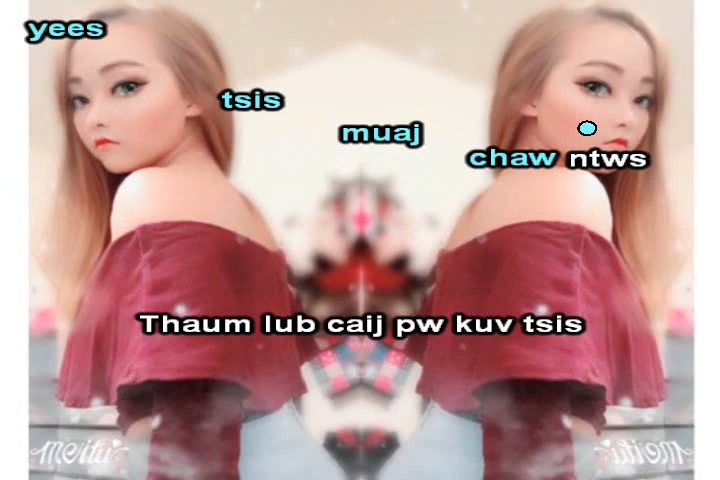 yees
tsis
muaj
chaw ntws
Thaum lub caij pw kuv tsis
meitu meitu